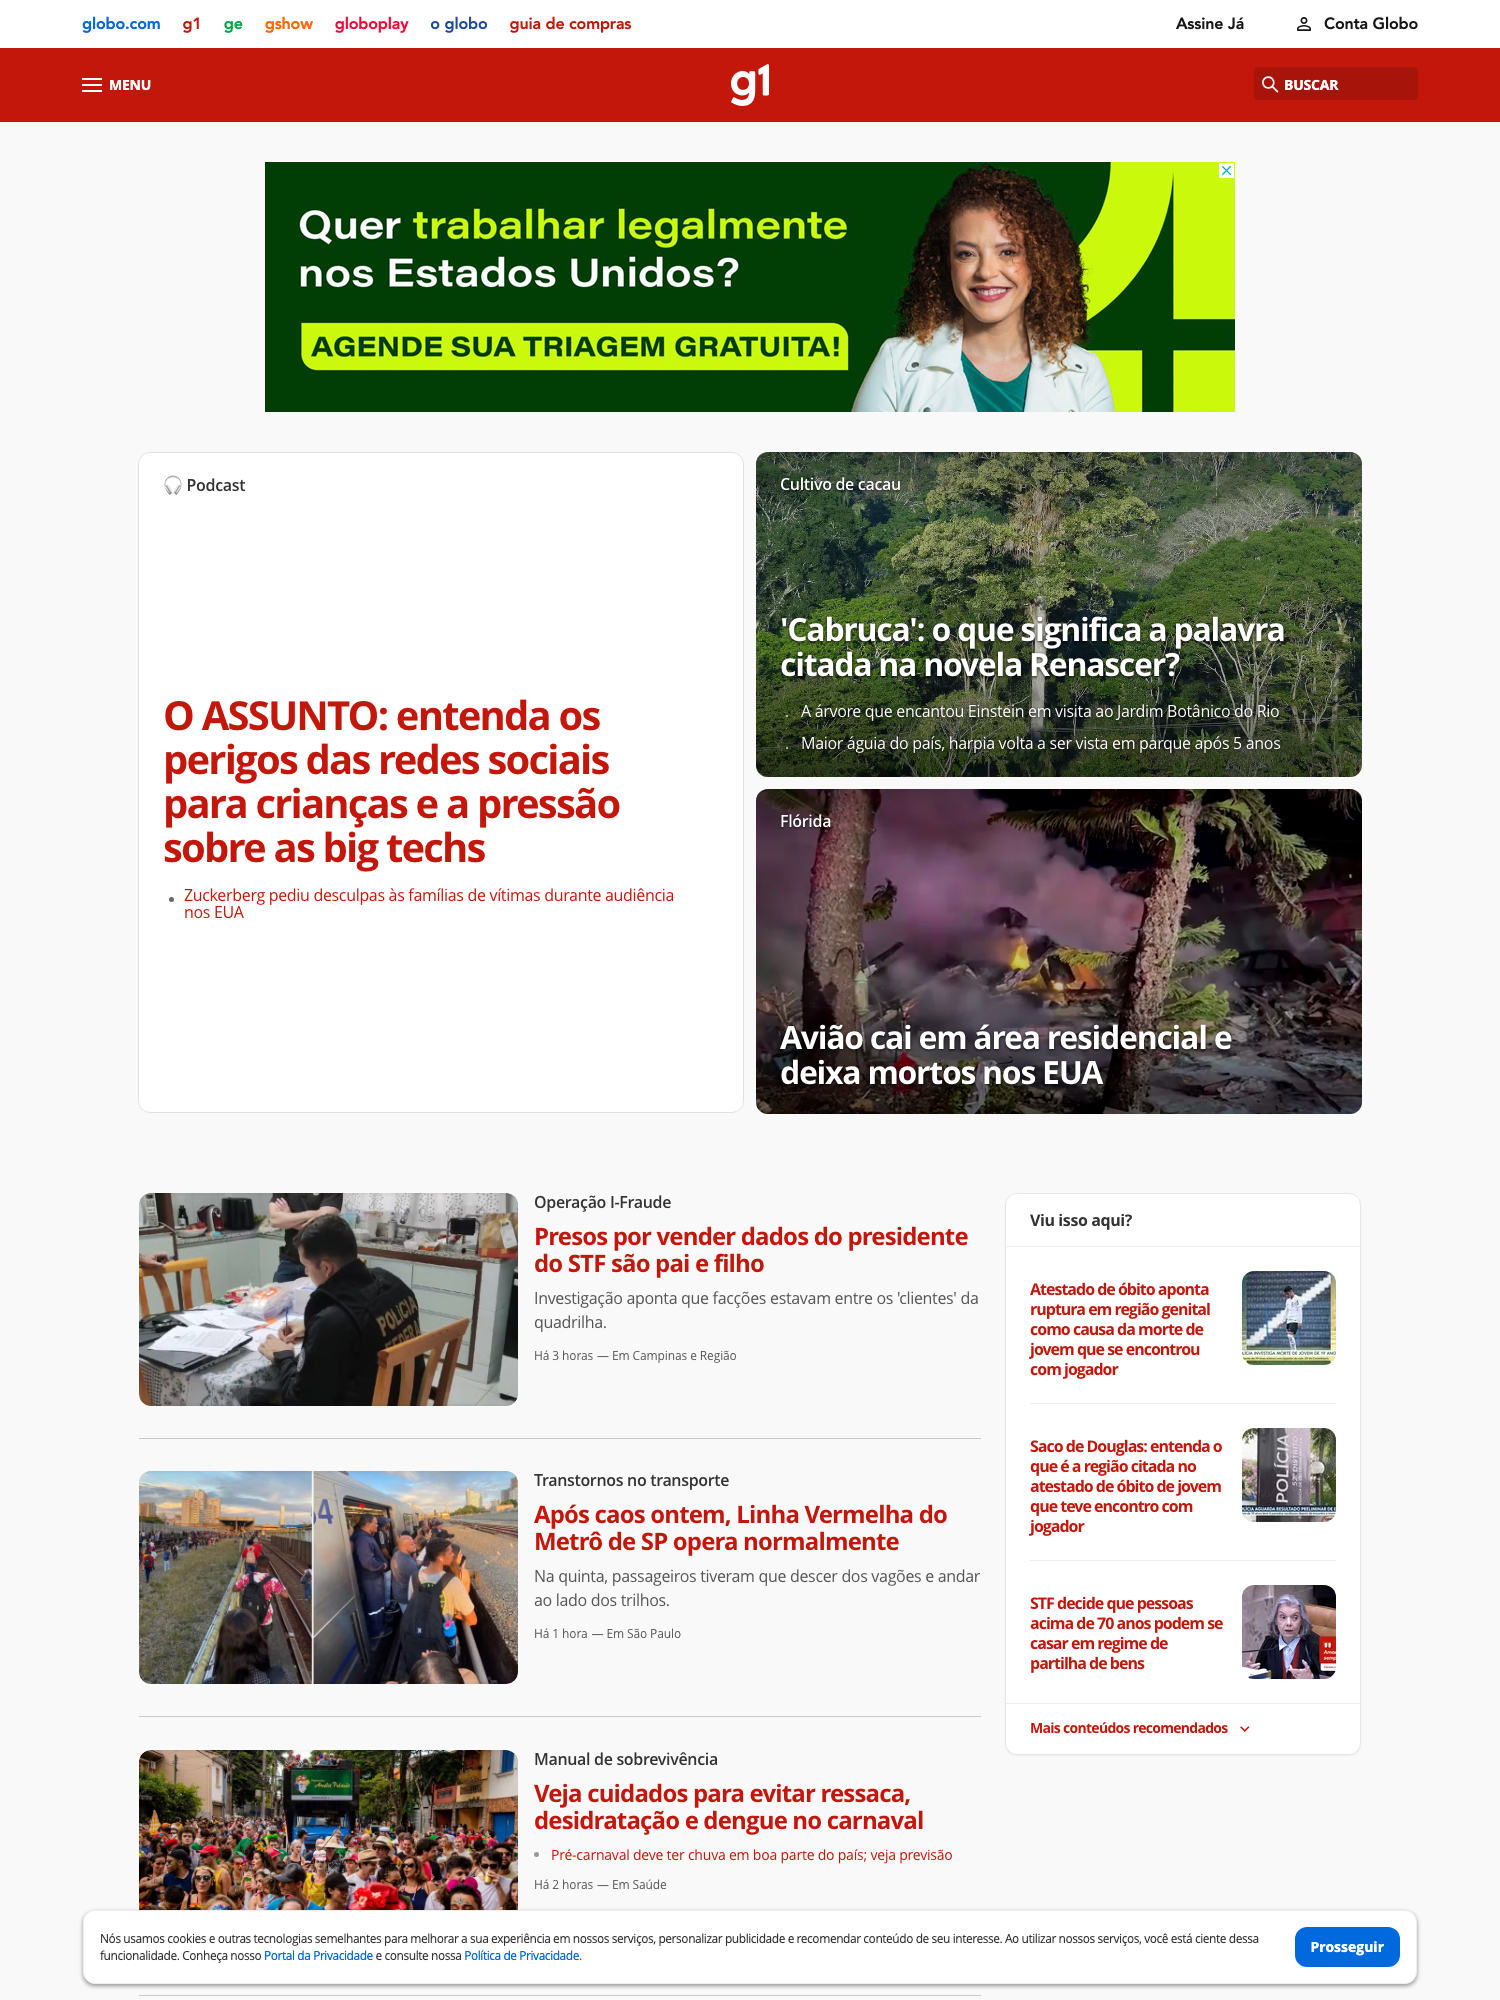 globo.com g1 ge gshow globoplay o globo guia de compras Assine Já Conta Globo
MENU g1 BUSCAR
Quer trabalhar legalmente
nos Estados Unidos?
AGENDE SUA TRIAGEM GRATUITA!
Podcast
O ASSUNTO: entenda os
perigos das redes sociais
para crianças e a pressão
sobre as big techs
Zuckerberg pediu desculpas às famílias de vítimas durante audiência
nos EUA
Cultivo de cacau
'Cabruca': o que significa a palavra
citada na novela Renascer?
A árvore que encantou Einstein em visita ao Jardim Botânico do Rio
Maior águia do país, harpia volta a ser vista em parque após 5 anos
Flórida
Avião cai em área residencial e
deixa mortos nos EUA
Operação I-Fraude
Presos por vender dados do presidente
do STF são pai e filho
Investigação aponta que facções estavam entre os 'clientes' da
quadrilha.
Há 3 horas — Em Campinas e Região
POLÍCIA
Transtornos no transporte
Após caos ontem, Linha Vermelha do
Metrô de SP opera normalmente
Na quinta, passageiros tiveram que descer dos vagões e andar
ao lado dos trilhos.
Há 1 hora — Em São Paulo
Manual de sobrevivência
Veja cuidados para evitar ressaca,
desidratação e dengue no carnaval
Pré-carnaval deve ter chuva em boa parte do país; veja previsão
Há 2 horas — Em Saúde
Viu isso aqui?
Atestado de óbito aponta
ruptura em região genital
como causa da morte de
jovem que se encontrou
com jogador
Saco de Douglas: entenda o
que é a região citada no
atestado de óbito de jovem
que teve encontro com
jogador
POLÍCIA
STF decide que pessoas
acima de 70 anos podem se
casar em regime de
partilha de bens
Mais conteúdos recomendados
Nós usamos cookies e outras tecnologias semelhantes para melhorar a sua experiência em nossos serviços, personalizar publicidade e recomendar conteúdo de seu interesse. Ao utilizar nossos serviços, você está ciente dessa
funcionalidade. Conheça nosso Portal da Privacidade e consulte nossa Política de Privacidade.
Prosseguir